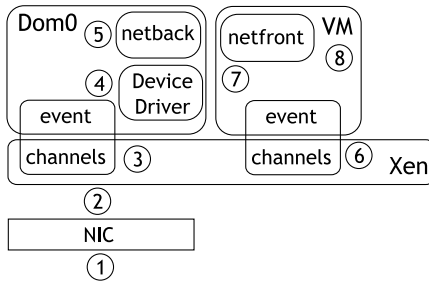 Dom0
5
netback
4
Device
Driver
event
channels
3
netfront
VM
8
7
event
channels
6
Xen
2
NIC
1